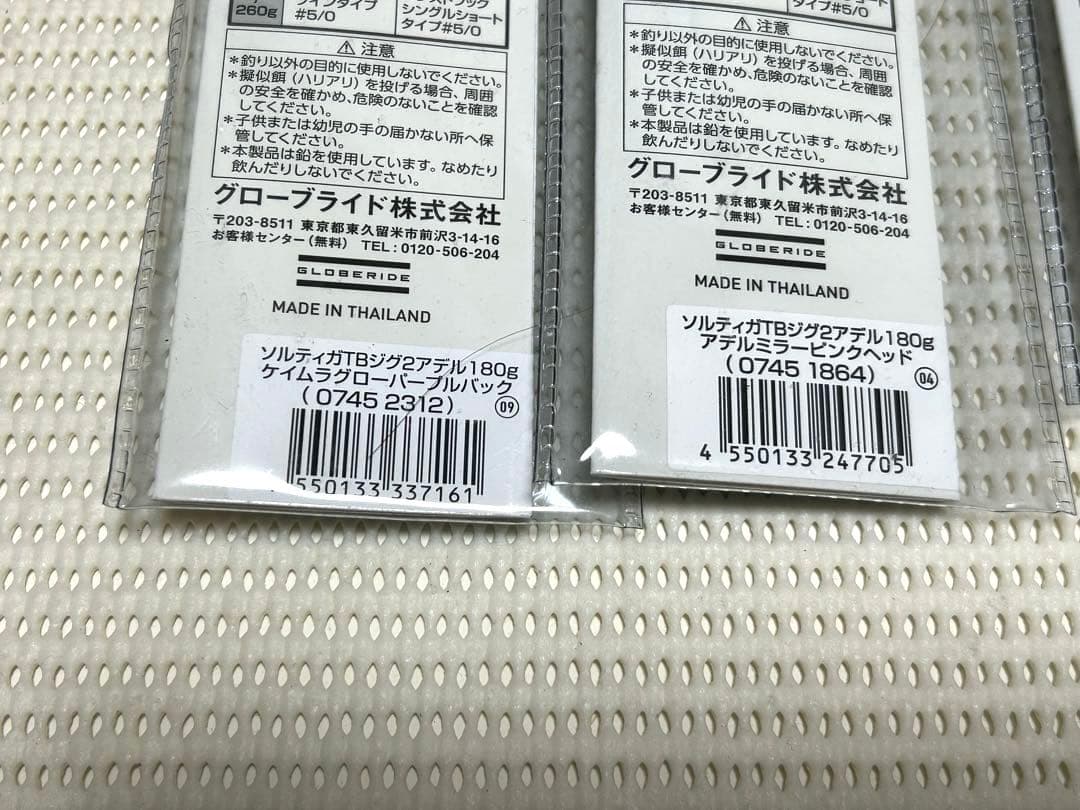 260g
ツインタイプ
#5/0
シングルショート
タイプ#5/0
⚠ 注意
*釣り以外の目的に使用しないでください。
*擬似餌(ハリアリ)を投げる場合、周囲
の安全を確かめ、危険のないことを確認
してください。
*子供または幼児の手の届かない所へ保
管してください。
*本製品は鉛を使用しています。なめたり
飲んだりしないでください。
グローブライド株式会社
〒203-8511 東京都東久留米市前沢3-14-16
お客様センター(無料) TEL:0120-506-204
GLOBERIDE
MADE IN THAILAND
ソルティガTBジグ2アデル180g
ケイムラグローパープルバック
(0745 2312) 09
4 550133 337161
タイプ#5/0
⚠ 注意
*釣り以外の目的に使用しないでください。
*擬似餌(ハリアリ)を投げる場合、周囲
の安全を確かめ、危険のないことを確認
してください。
*子供または幼児の手の届かない所へ保
管してください。
*本製品は鉛を使用しています。なめたり
飲んだりしないでください。
グローブライド株式会社
〒203-8511 東京都東久留米市前沢3-14-16
お客様センター(無料) TEL:0120-506-204
GLOBERIDE
MADE IN THAILAND
ソルティガTBジグ2アデル180g
アデルミラーピンクヘッド
(0745 1864) 04
4 550133 247705